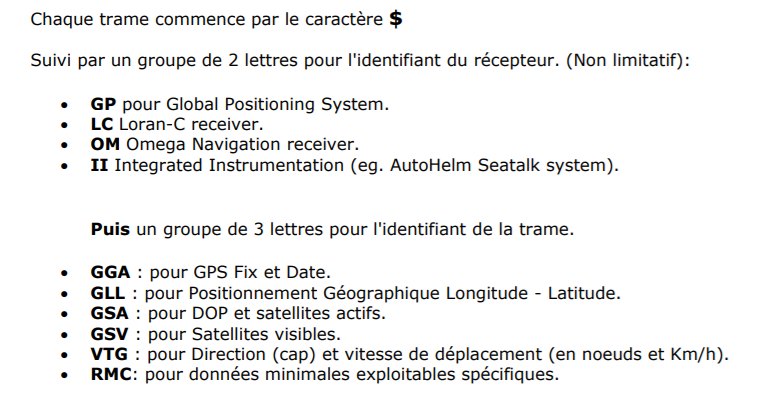 Chaque trame commence par le caractère $
Suivi par un groupe de 2 lettres pour l'identifiant du récepteur. (Non limitatif):
• GP pour Global Positioning System.
• LC Loran-C receiver.
• OM Omega Navigation receiver.
• II Integrated Instrumentation (eg. AutoHelm Seatalk system).
Puis un groupe de 3 lettres pour l'identifiant de la trame.
• GGA : pour GPS Fix et Date.
• GLL : pour Positionnement Géographique Longitude - Latitude.
• GSA : pour DOP et satellites actifs.
• GSV : pour Satellites visibles.
• VTG : pour Direction (cap) et vitesse de déplacement (en noeuds et Km/h).
• RMC: pour données minimales exploitables spécifiques.